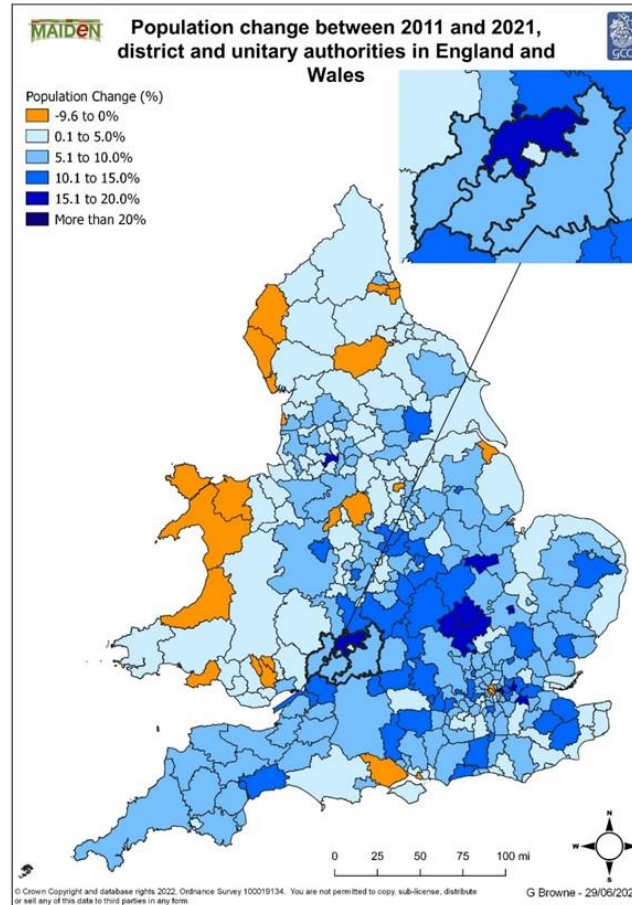 MAIDEN
Population change between 2011 and 2021,
district and unitary authorities in England and
Wales
GCC
Population Change (%)
-9.6 to 0%
0.1 to 5.0%
5.1 to 10.0%
10.1 to 15.0%
15.1 to 20.0%
More than 20%
N
W
E
S
0 25 50 75 100 mi
© Crown Copyright and database rights 2022, Ordnance Survey 100019134. You are not permitted to copy, sub-license, distribute
or sell any of this data to third parties in any form
G Browne - 29/06/202